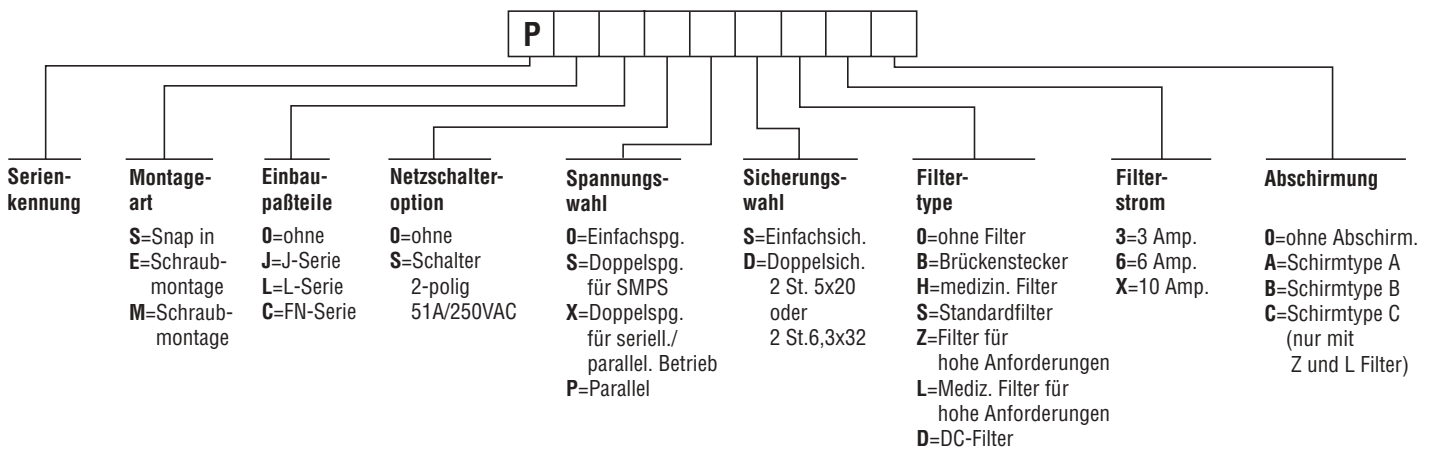 P
Serien-
kennung
Montage-
art
S=Snap in
E=Schraub-
montage
M=Schraub-
montage
Einbau-
paßteile
0=ohne
J=J-Serie
L=L-Serie
C=FN-Serie
Netzschalter-
option
0=ohne
S=Schalter
2-polig
51A/250VAC
Spannungs-
wahl
0=Einfachspg.
S=Doppelspg.
für SMPS
X=Doppelspg.
für seriell./
parallel. Betrieb
P=Parallel
Sicherungs-
wahl
S=Einfachsich.
D=Doppelsich.
2 St. 5x20
oder
2 St.6,3x32
Filter-
type
0=ohne Filter
B=Brückenstecker
H=medizin. Filter
S=Standardfilter
Z=Filter für
hohe Anforderungen
L=Mediz. Filter für
hohe Anforderungen
D=DC-Filter
Filter-
strom
3=3 Amp.
6=6 Amp.
X=10 Amp.
Abschirmung
0=ohne Abschirm.
A=Schirmtype A
B=Schirmtype B
C=Schirmtype C
(nur mit
Z und L Filter)